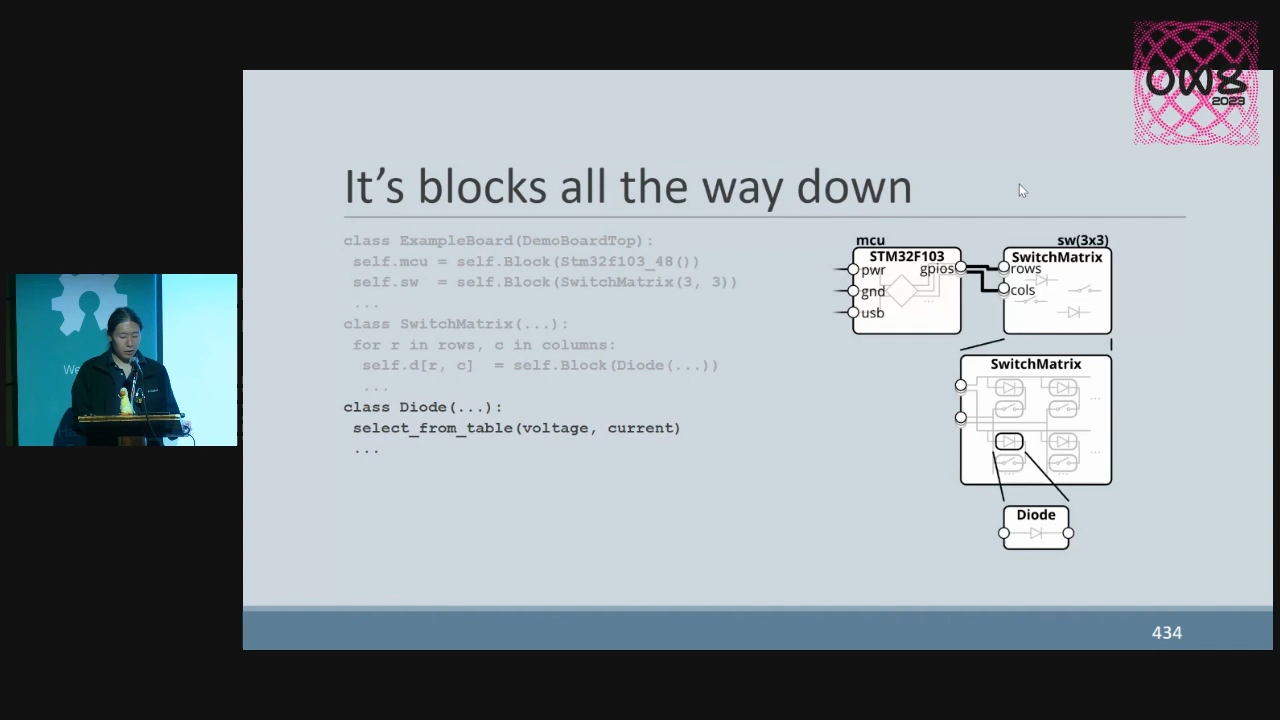 OW8
2023
It's blocks all the way down
class ExampleBoard(DemoBoardTop):
self.mcu = self.Block(Stm32f103_48())
self.sw = self.Block(SwitchMatrix(3, 3))
...
class SwitchMatrix(...):
for r in rows, c in columns:
self.d[r, c] = self.Block(Diode(...))
...
class Diode(...):
select_from_table(voltage, current)
...
mcu
STM32F103
pwr
gpios
gnd
usb
...
sw(3x3)
SwitchMatrix
rows
cols
SwitchMatrix
...
...
...
...
Diode
434
We